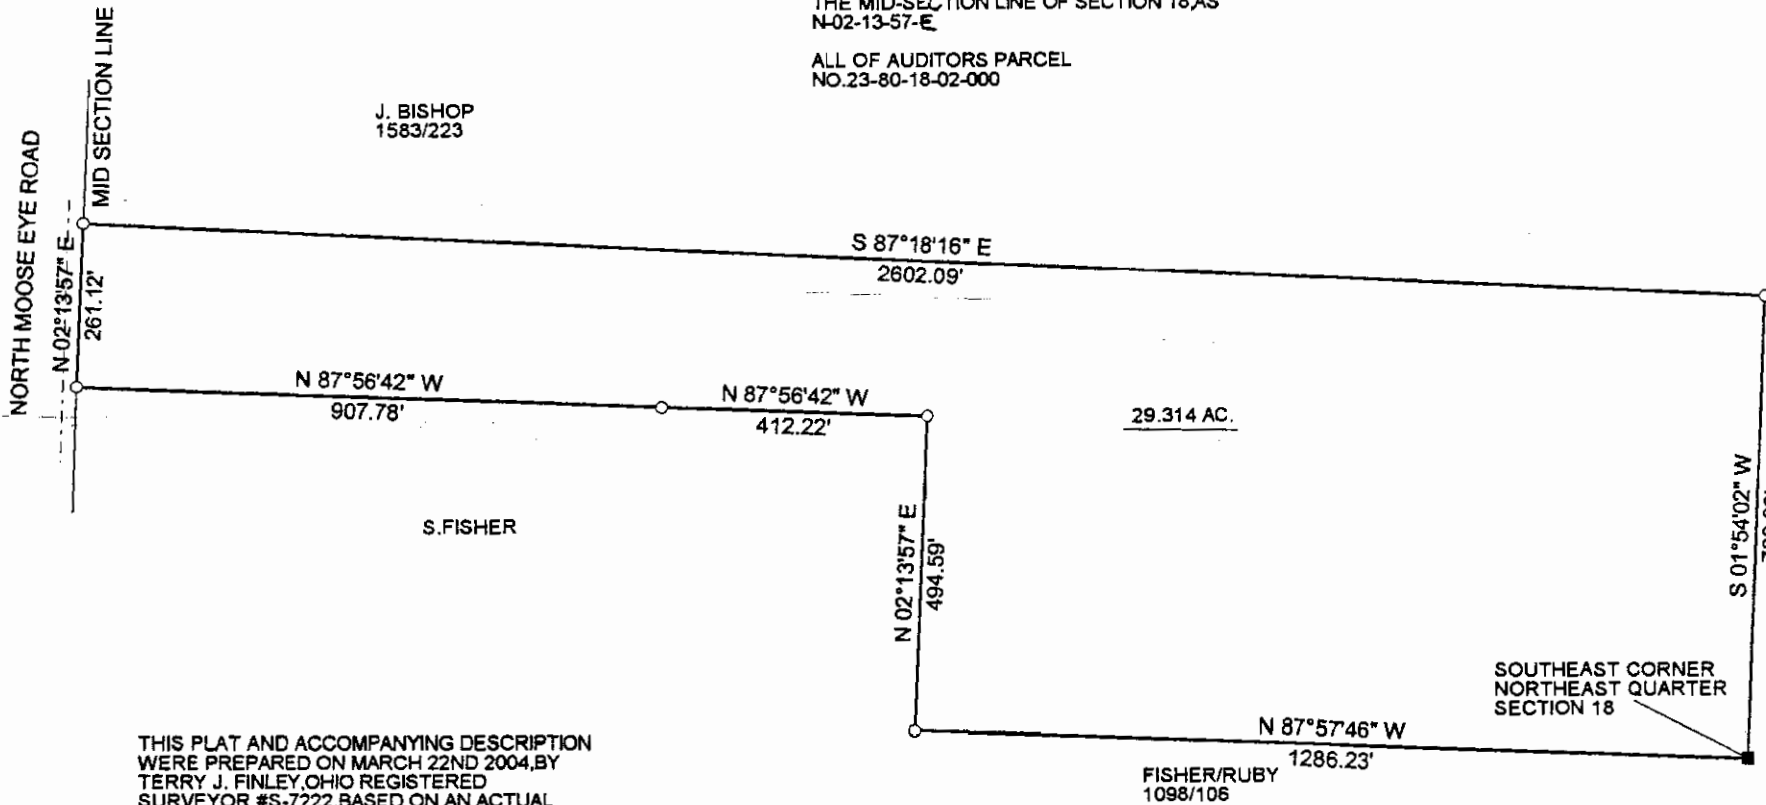 THE MID-SECTION LINE OF SECTION 18,AS
N-02-13-57-E
ALL OF AUDITORS PARCEL
NO.23-80-18-02-000
J. BISHOP
1583/223
NORTH MOOSE EYE ROAD
MID SECTION LINE
N 02°13'57" E
261.12'
S 87°18'16" E
2602.09'
N 87°56'42" W
907.78'
N 87°56'42" W
412.22'
29.314 AC.
S.FISHER
N 02°13'57" E
494.59'
S 01°54'02" W
SOUTHEAST CORNER
NORTHEAST QUARTER
SECTION 18
N 87°57'46" W
1286.23'
FISHER/RUBY
1098/106
THIS PLAT AND ACCOMPANYING DESCRIPTION
WERE PREPARED ON MARCH 22ND 2004,BY
TERRY J. FINLEY,OHIO REGISTERED
SURVEYOR #S-7222 BASED ON AN ACTUAL